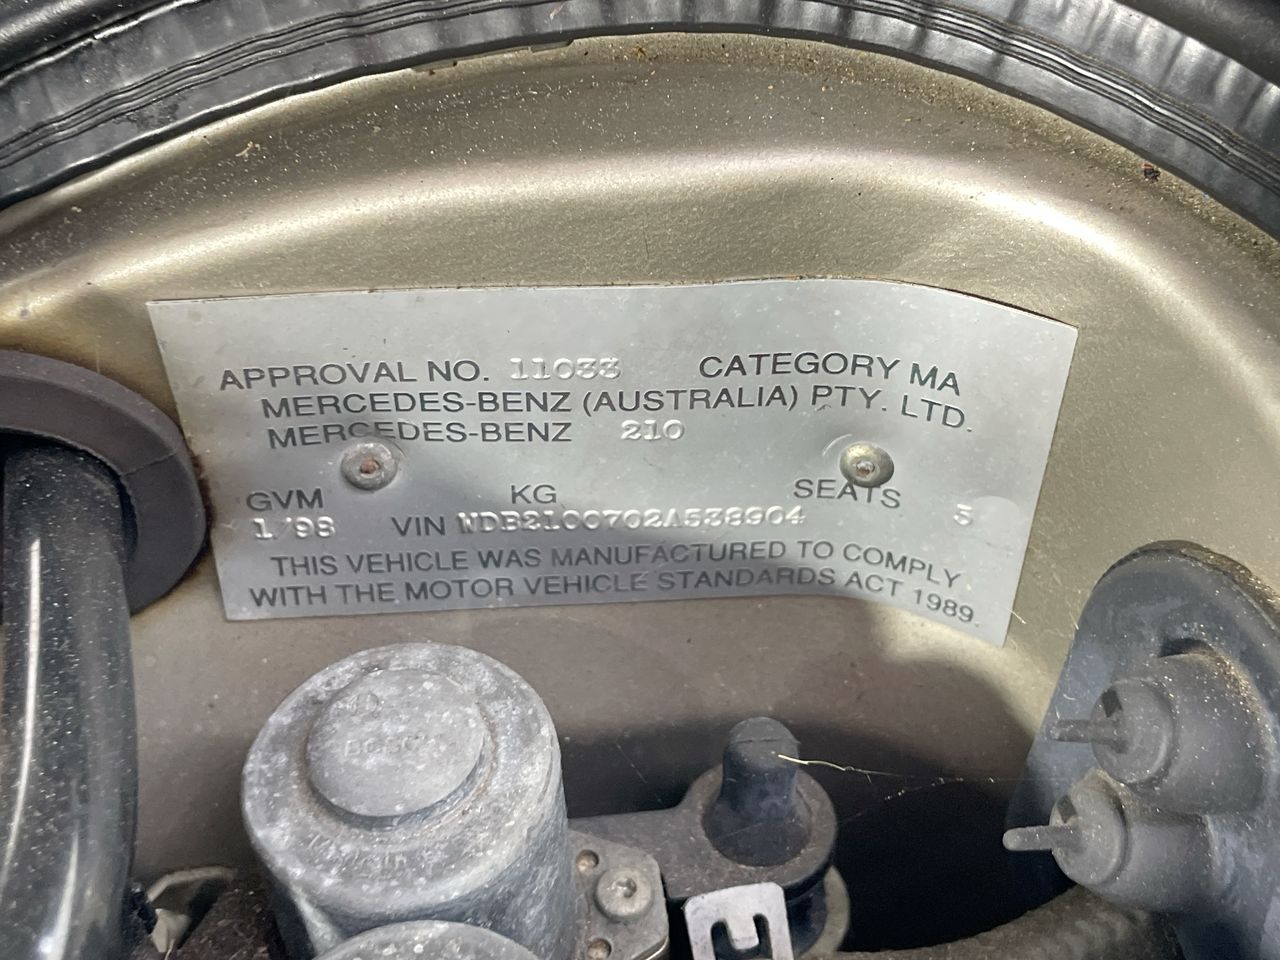 APPROVAL NO. 11033 CATEGORY MA
MERCEDES-BENZ (AUSTRALIA) PTY. LTD.
MERCEDES-BENZ 210
GVM KG SEATS 5
1/98 VIN WDB2100702A538904
THIS VEHICLE WAS MANUFACTURED TO COMPLY
WITH THE MOTOR VEHICLE STANDARDS ACT 1989.
BOSCH